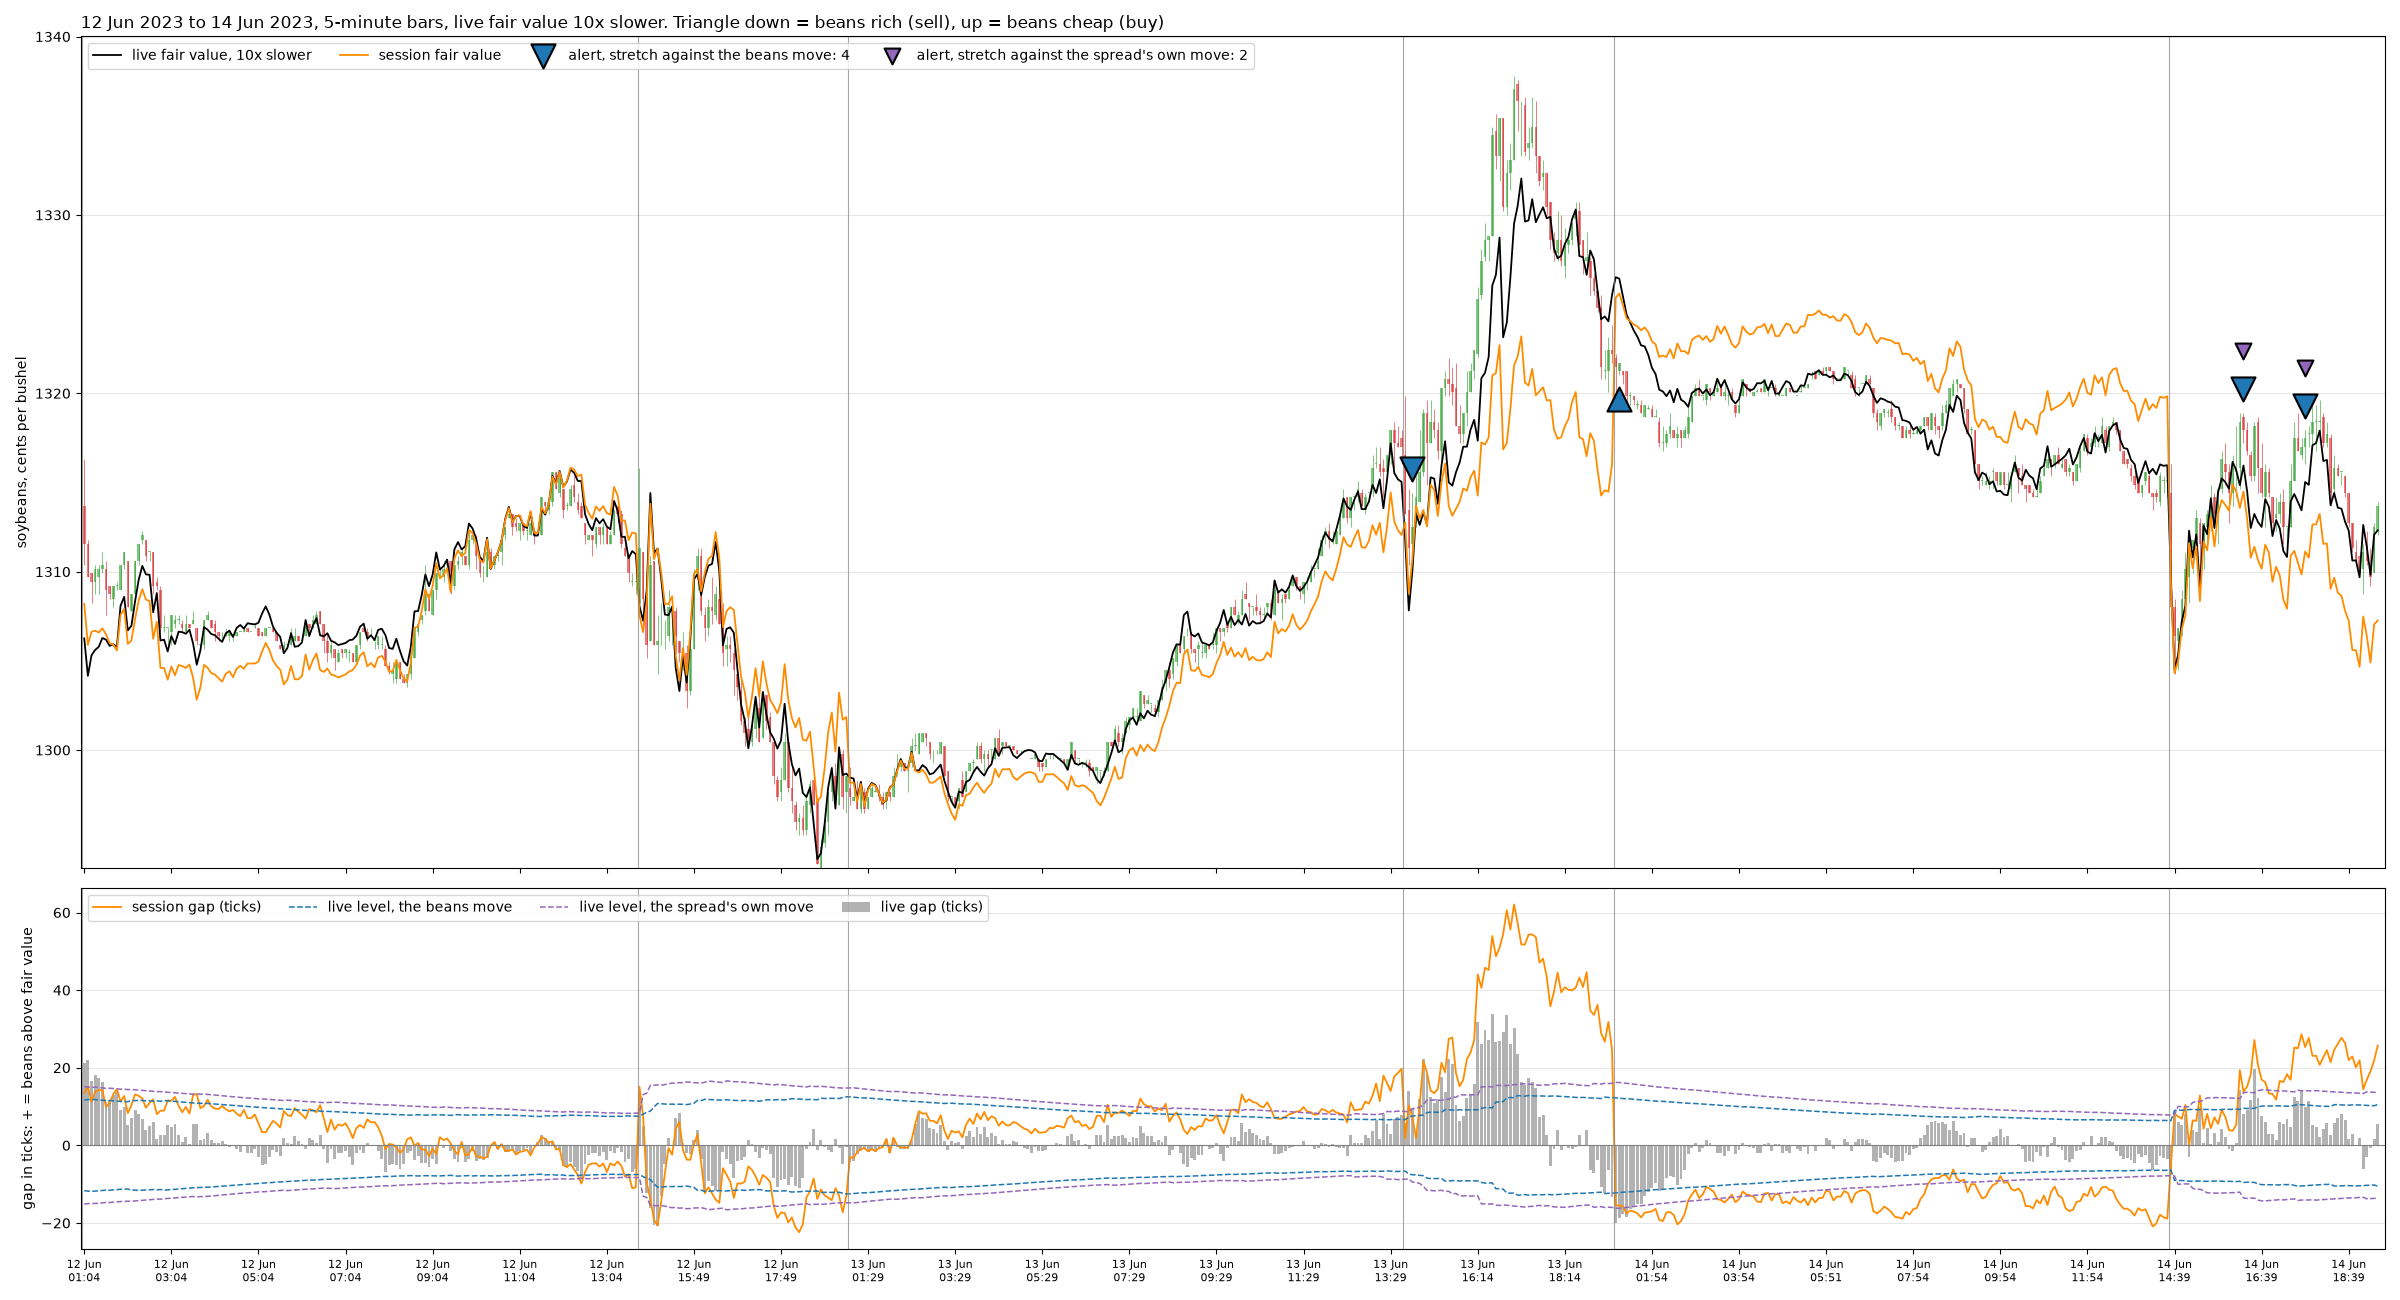 12 Jun 2023 to 14 Jun 2023, 5-minute bars, live fair value 10x slower. Triangle down = beans rich (sell), up = beans cheap (buy)
live fair value, 10x slower
session fair value
alert, stretch against the beans move: 4
alert, stretch against the spread's own move: 2
soybeans, cents per bushel
1340
1330
1320
1310
1300
session gap (ticks)
live level, the beans move
live level, the spread's own move
live gap (ticks)
gap in ticks: + = beans above fair value
60
40
20
0
−20
12 Jun
01:04
12 Jun
03:04
12 Jun
05:04
12 Jun
07:04
12 Jun
09:04
12 Jun
11:04
12 Jun
13:04
12 Jun
15:49
12 Jun
17:49
13 Jun
01:29
13 Jun
03:29
13 Jun
05:29
13 Jun
07:29
13 Jun
09:29
13 Jun
11:29
13 Jun
13:29
13 Jun
16:14
13 Jun
18:14
14 Jun
01:54
14 Jun
03:54
14 Jun
05:51
14 Jun
07:54
14 Jun
09:54
14 Jun
11:54
14 Jun
14:39
14 Jun
16:39
14 Jun
18:39